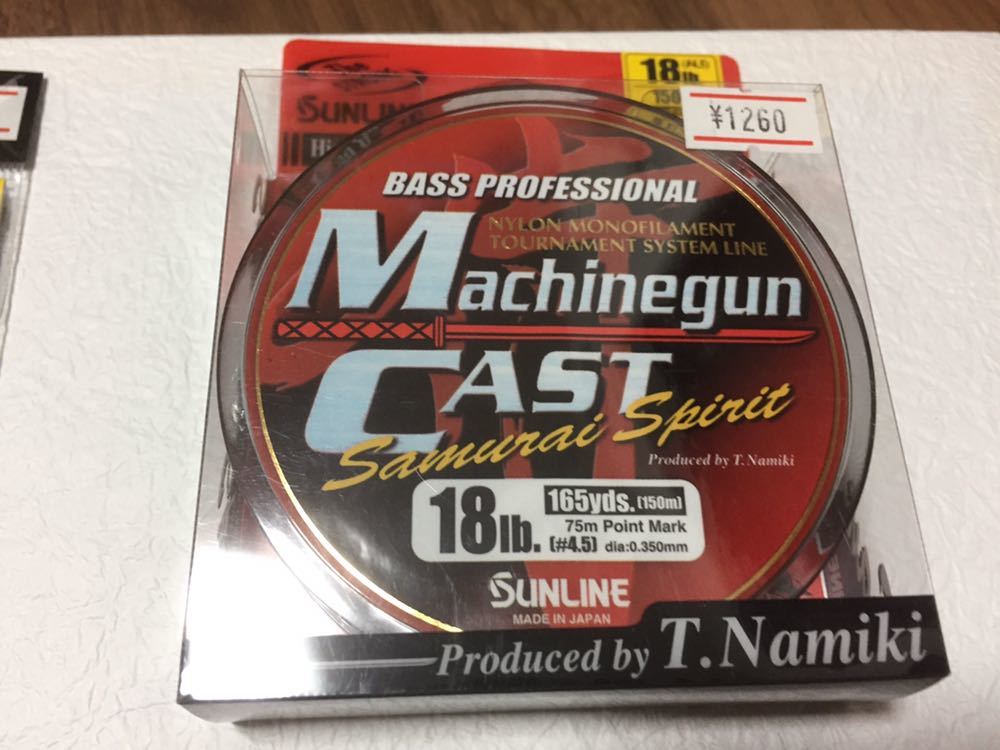 18lb.
SUNLINE
¥1260
BASS PROFESSIONAL
NYLON MONOFILAMENT
TOURNAMENT SYSTEM LINE
Machinegun
CAST
Samurai Spirit
Produced by T.Namiki
18lb.
165yds.(150m)
75m Point Mark
(#4.5) dia:0.350mm
SUNLINE
MADE IN JAPAN
Produced by T.Namiki